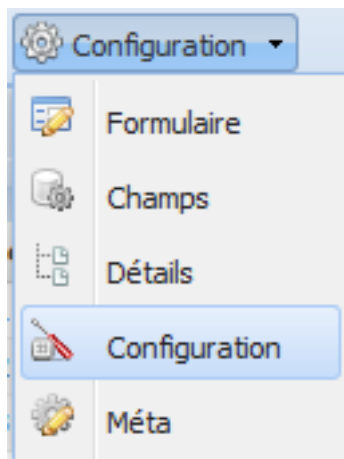 Configuration
Formulaire
Champs
Détails
Configuration
Méta